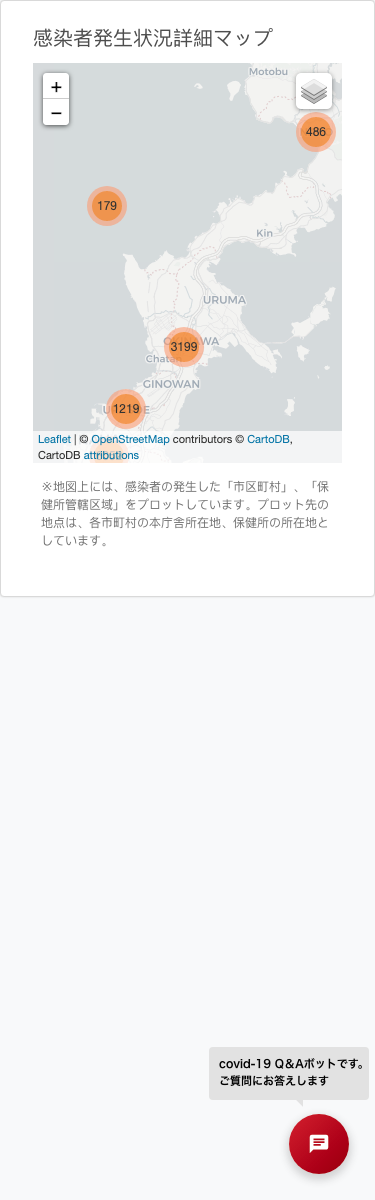 感染者発生状況詳細マップ
Motobu
+
−
486
179
Kin
URUMA
3199
GINOWAN
1219
Leaflet | © OpenStreetMap contributors © CartoDB,
CartoDB attributions
※地図上には、感染者の発生した「市区町村」、「保
健所管轄区域」をプロットしています。プロット先の
地点は、各市町村の本庁舎所在地、保健所の所在地と
しています。
covid-19 Q&Aボットです。
ご質問にお答えします